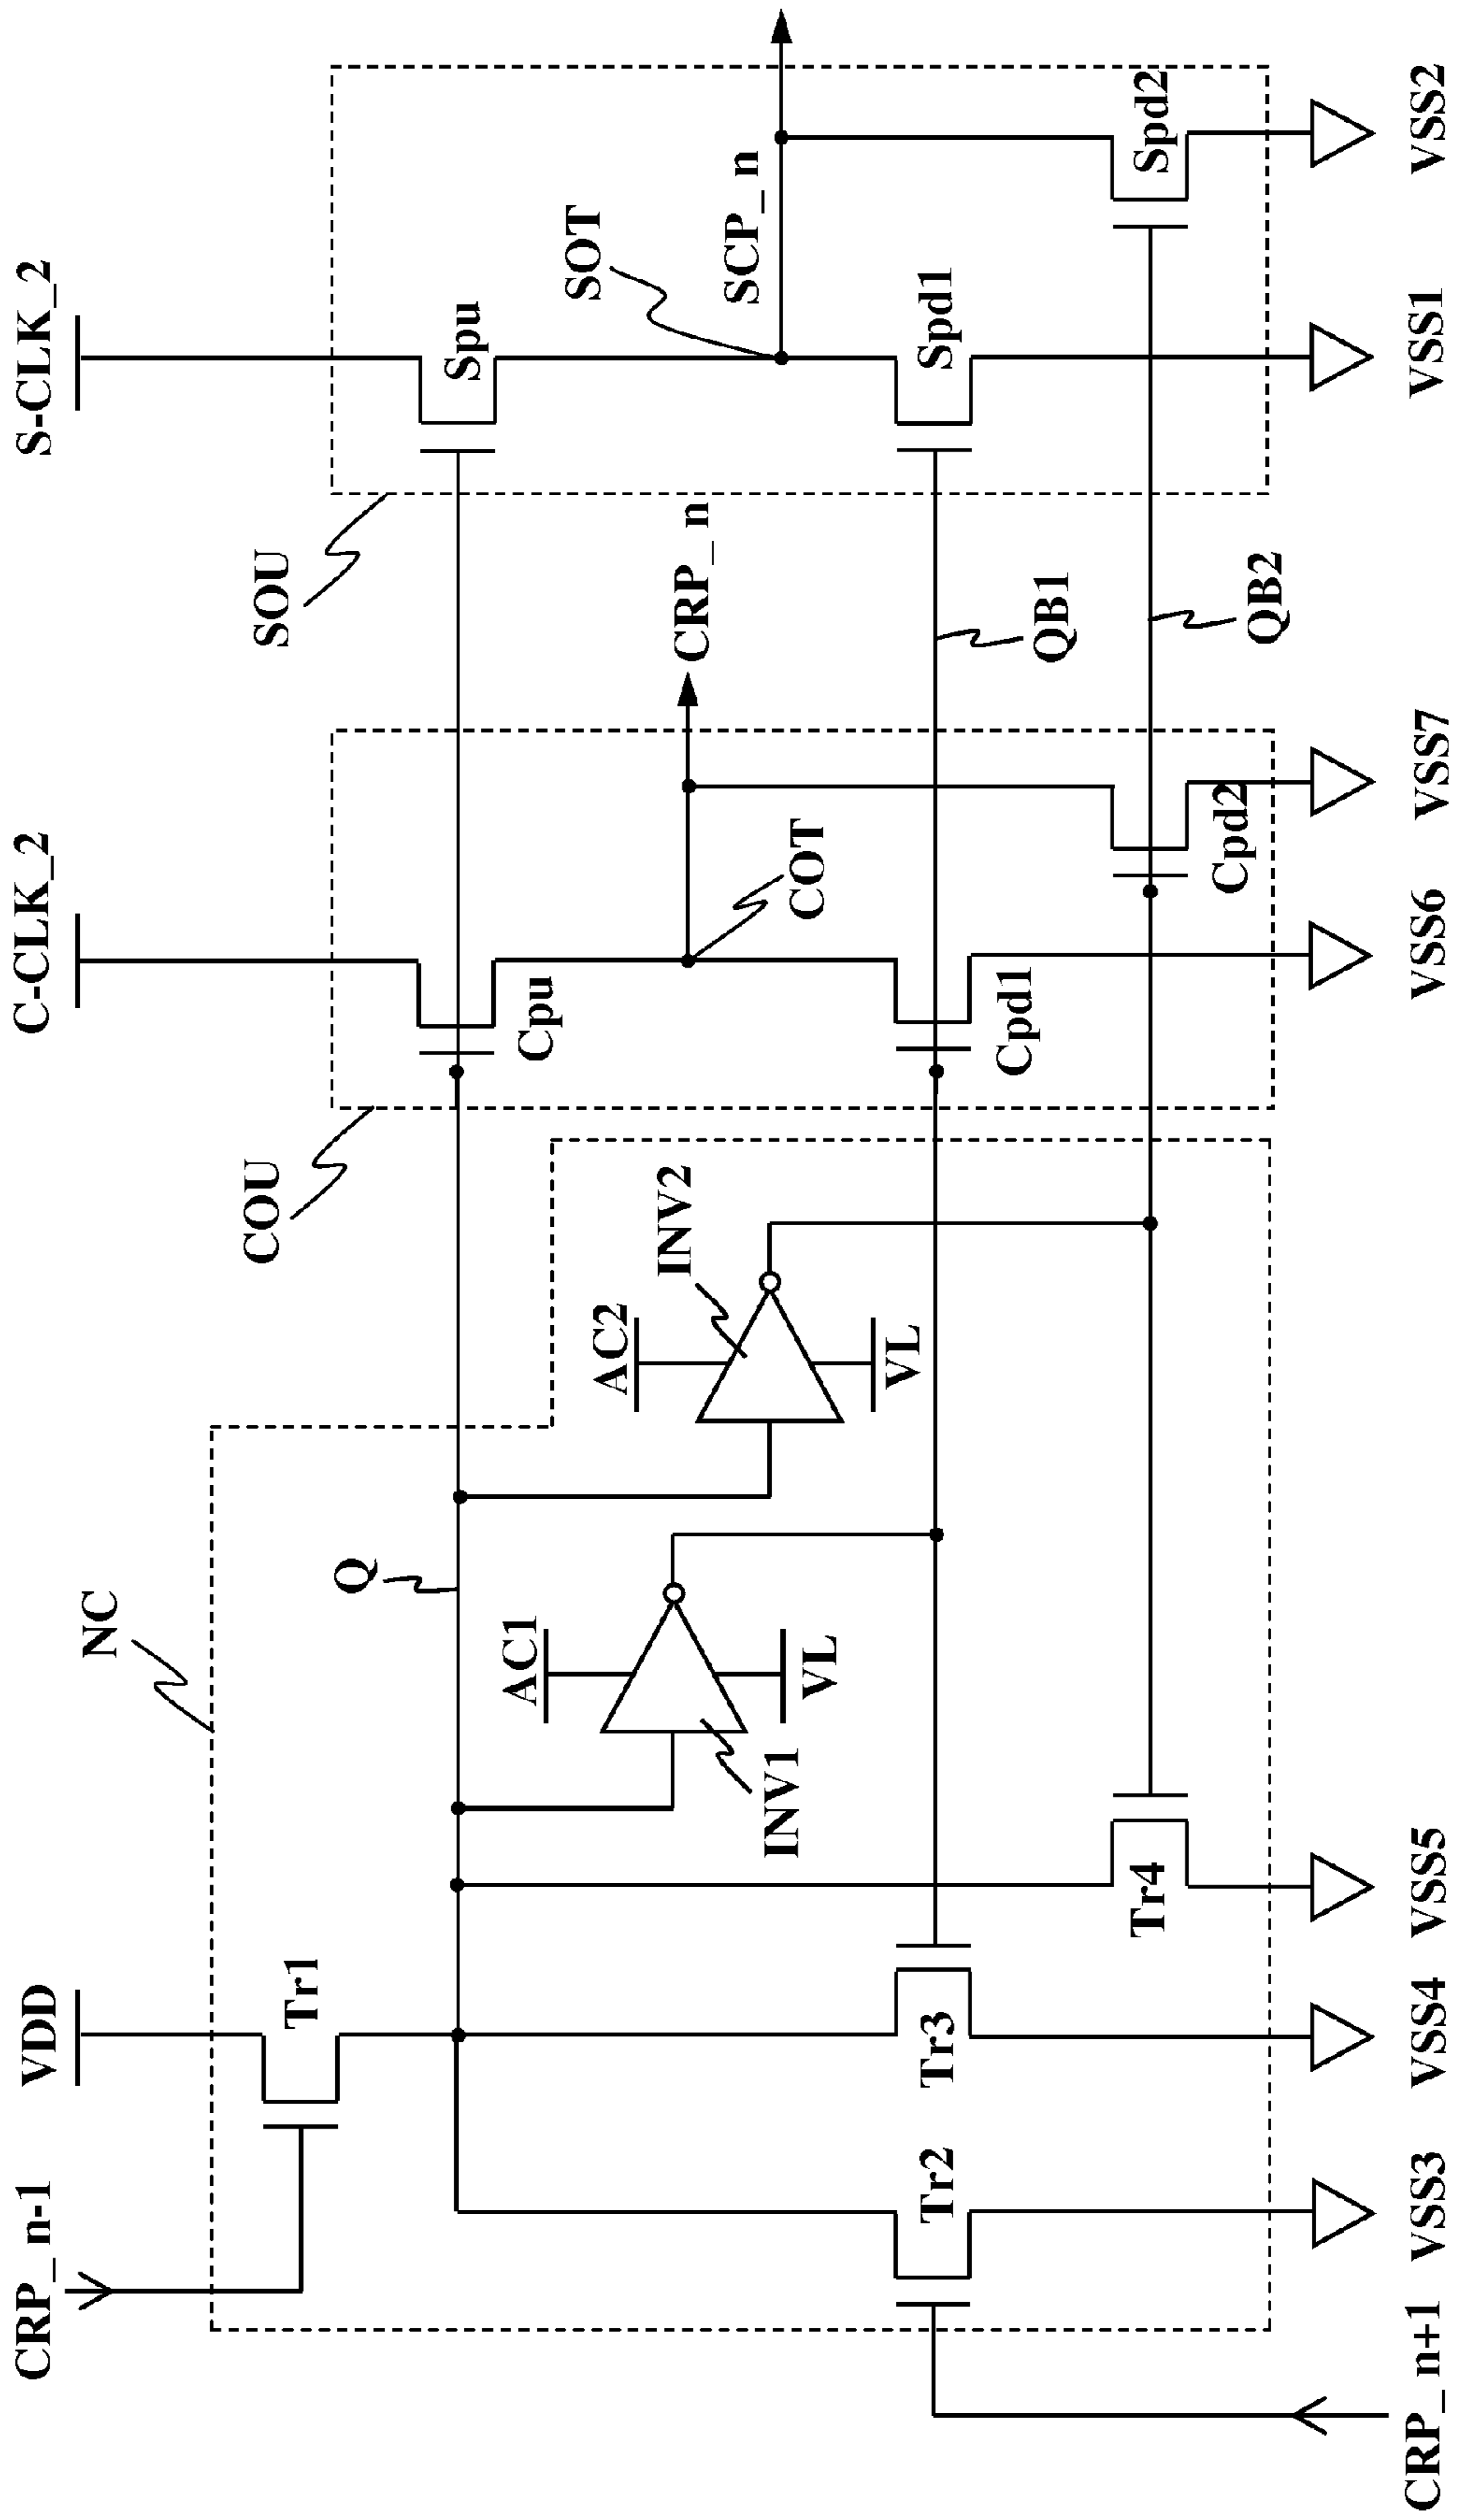 CRP_n-1
VDD
C-CLK_2
S-CLK_2
NC
COU
SOU
Tr1
Q
Cpu
Spu
AC1
AC2
INV2
SOT
CRP_n
SCP_n
INV1
VL
VL
COT
Tr2
Tr3
Cpd1
Spd1
QB1
Tr4
Cpd2
QB2
Spd2
CRP_n+1
VSS3
VSS4
VSS5
VSS6
VSS7
VSS1
VSS2